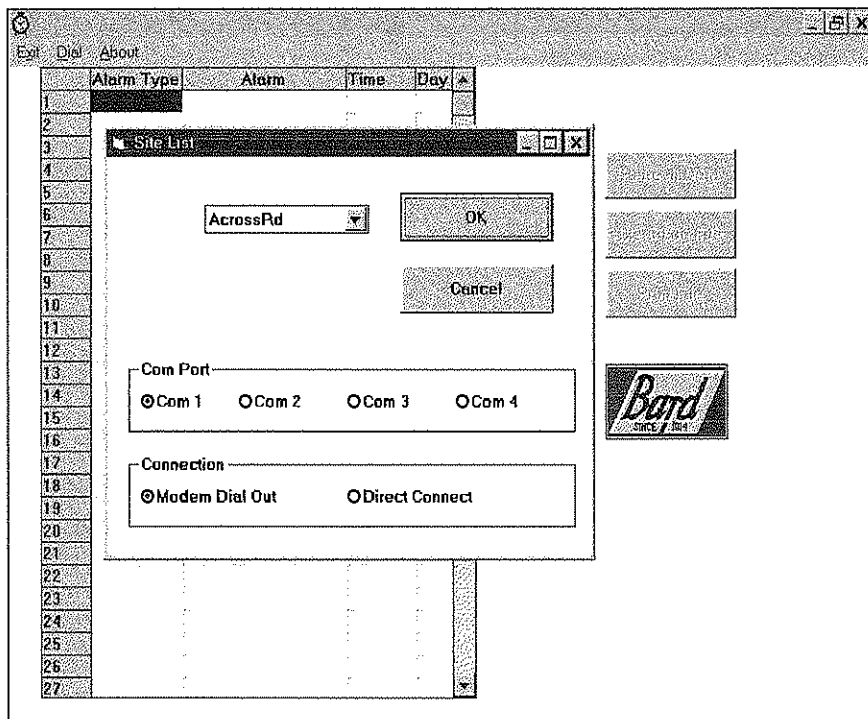 Exit Dial About
Alarm Type Alarm Time Day
1
2
3
4
5
6
7
8
9
10
11
12
13
14
15
16
17
18
19
20
21
22
23
24
25
26
27
Site List
AcrossRd
OK
Cancel
Com Port
Com 1 Com 2 Com 3 Com 4
Connection
Modem Dial Out Direct Connect
Bard
SINCE 1914